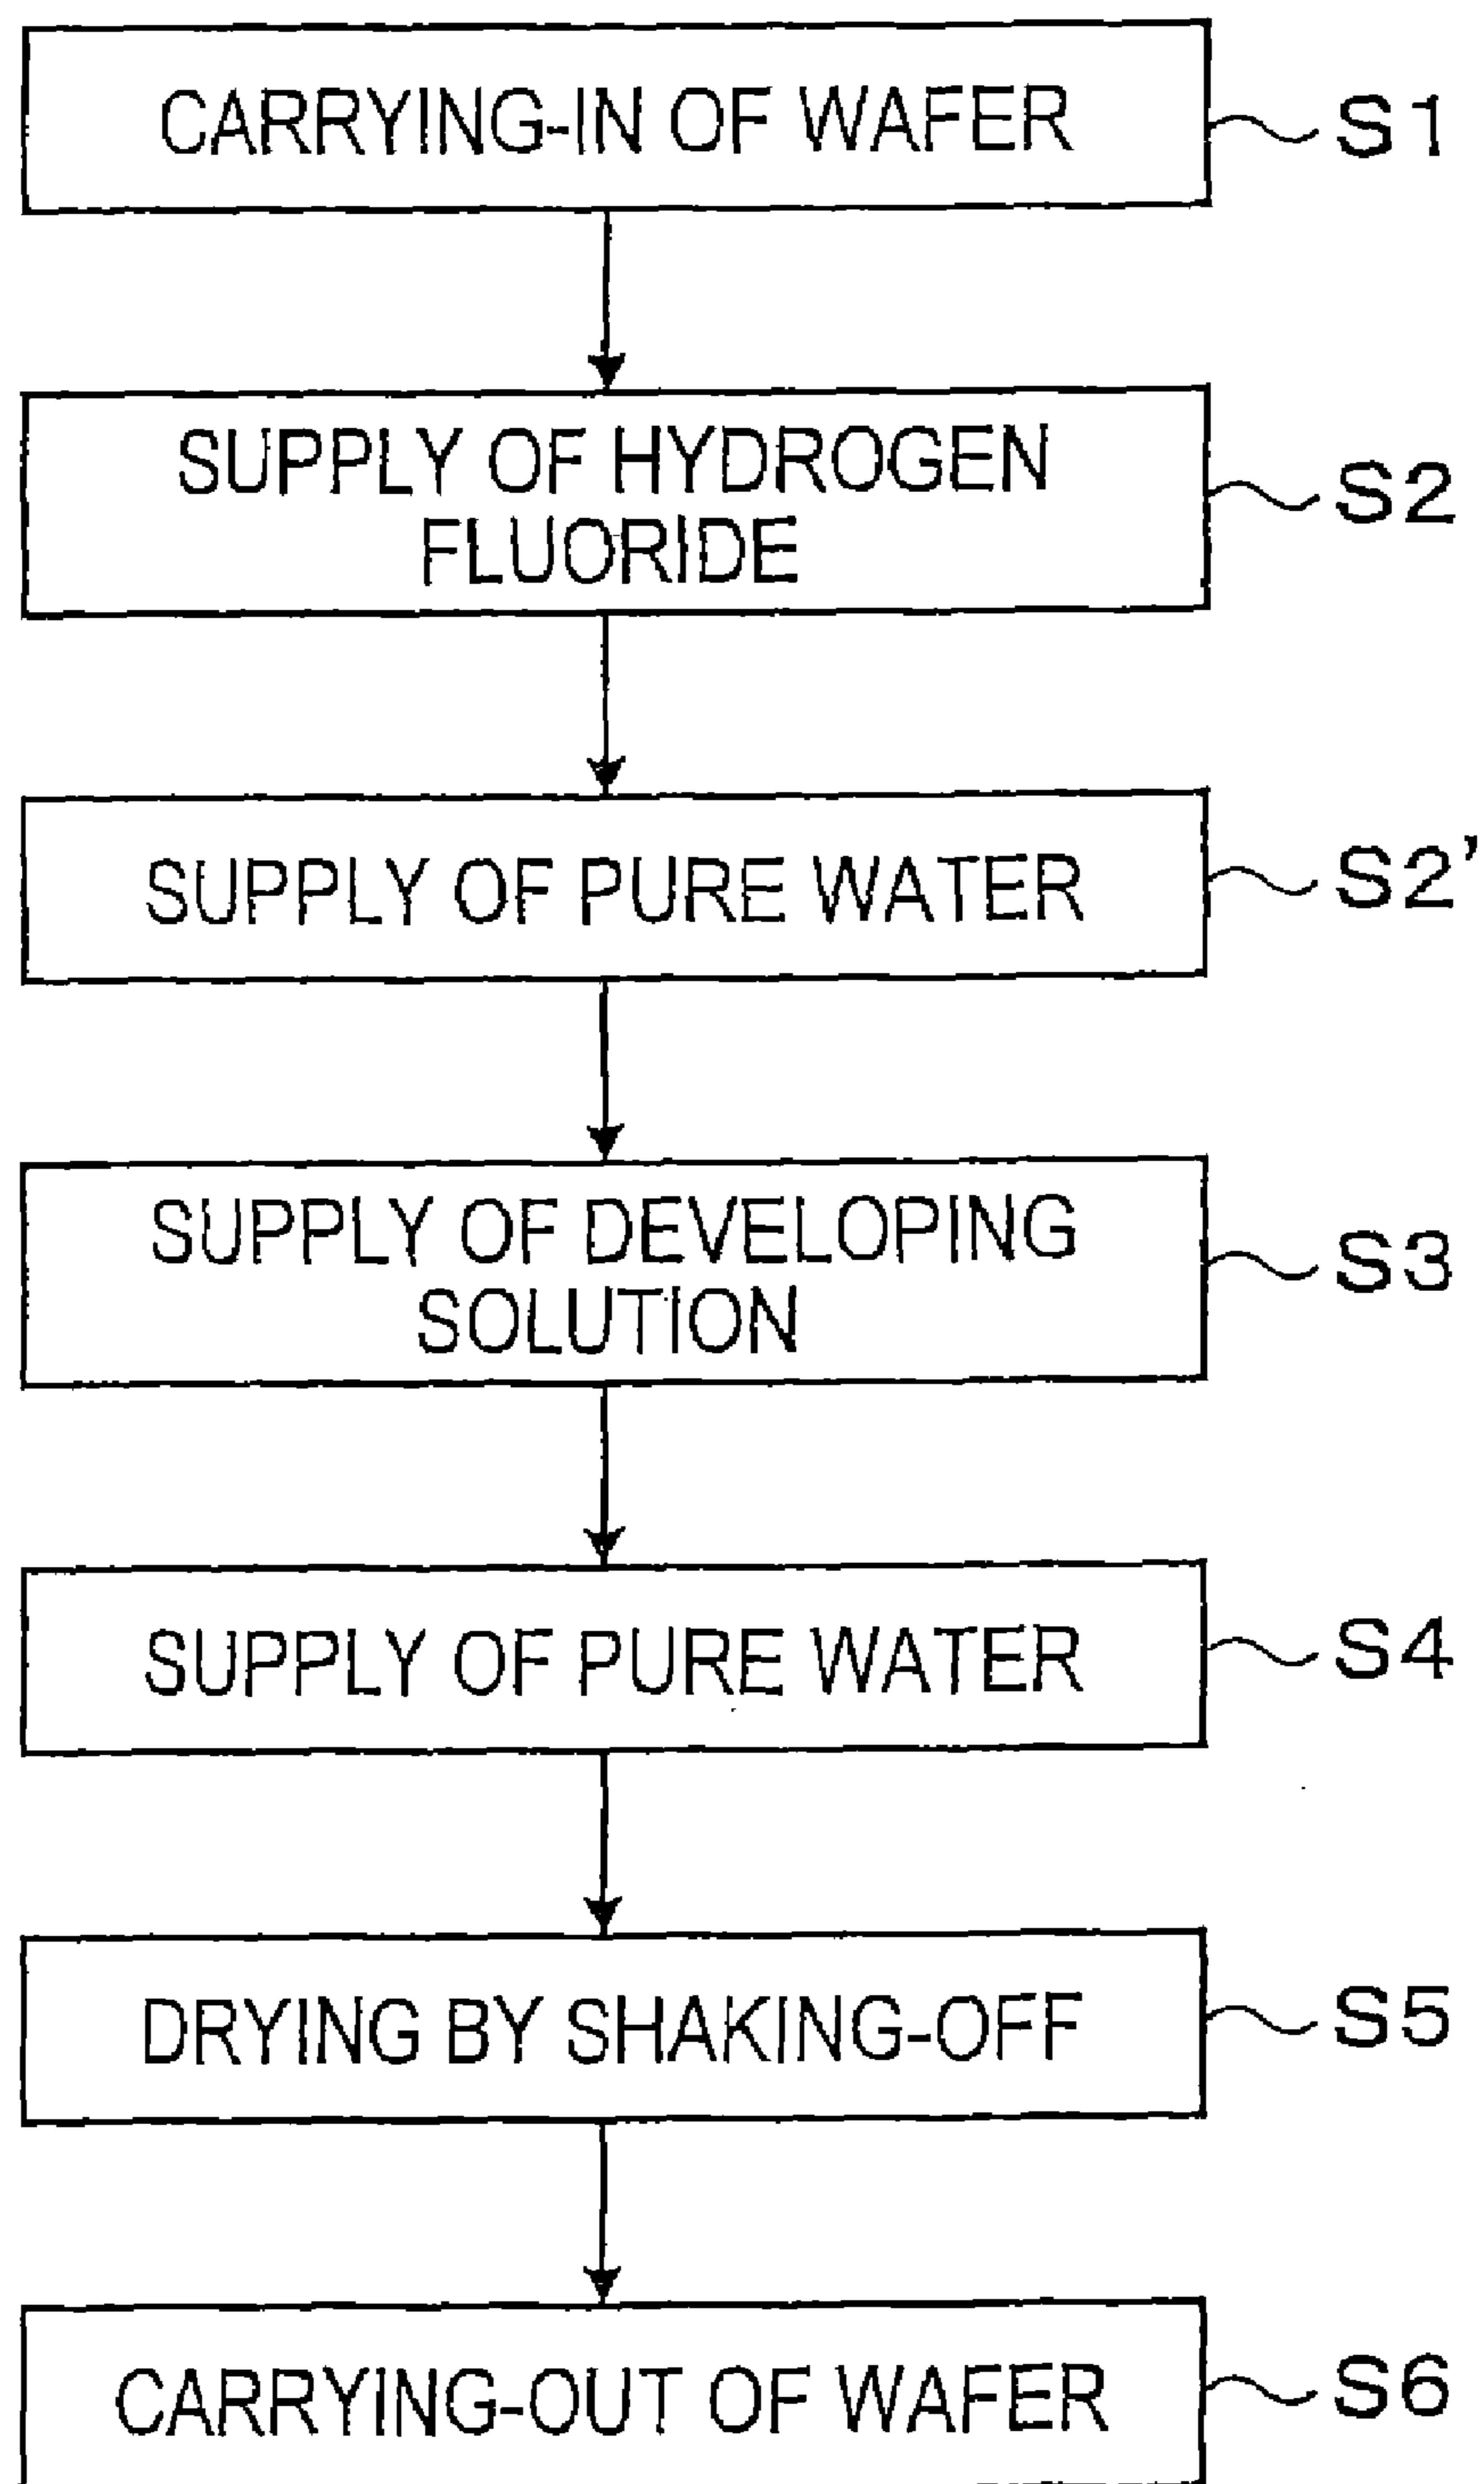 CARRYING-IN OF WAFER
S1
SUPPLY OF HYDROGEN
FLUORIDE
S2
SUPPLY OF PURE WATER
S2'
SUPPLY OF DEVELOPING
SOLUTION
S3
SUPPLY OF PURE WATER
S4
DRYING BY SHAKING-OFF
S5
CARRYING-OUT OF WAFER
S6